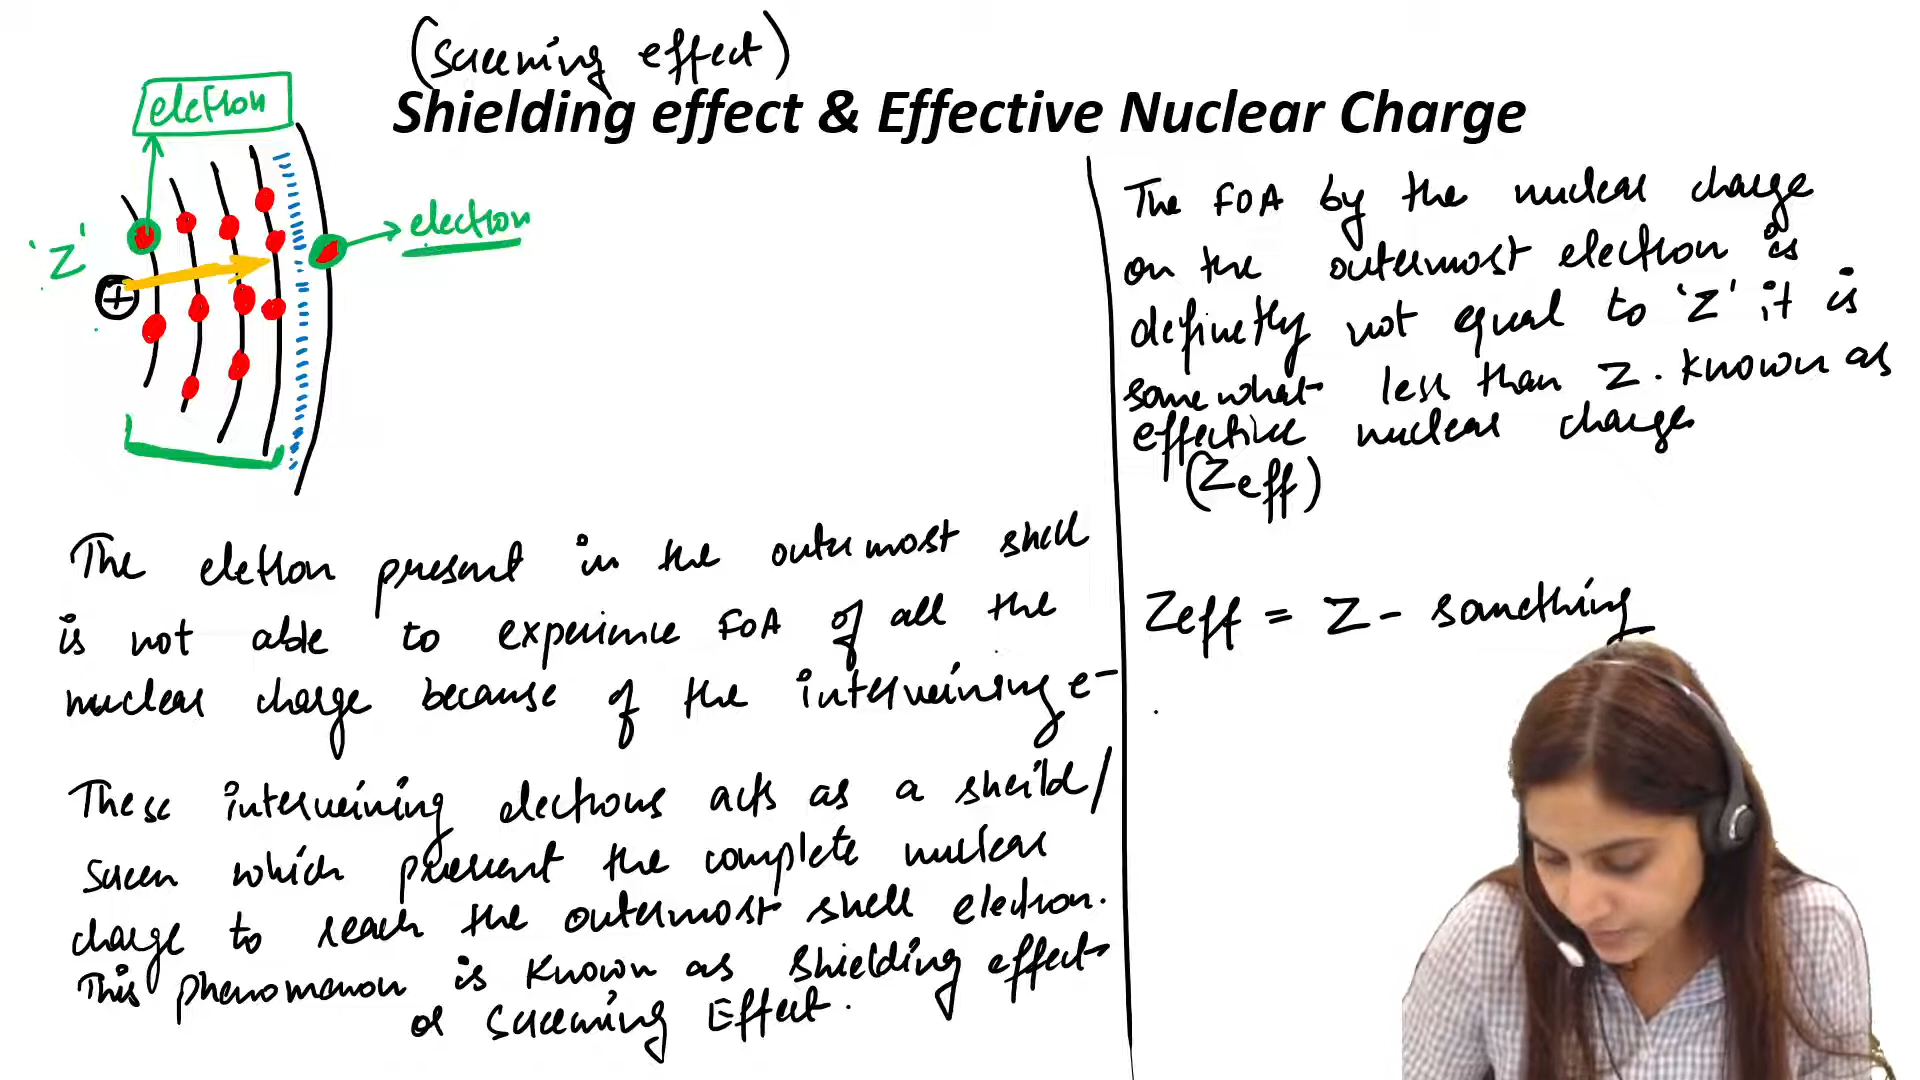 (screening effect)
Shielding effect & Effective Nuclear Charge
eletron
electron
'Z'
+
The eletron present in the outermost shell
is not able to experience FOA of all the
nuclear charge because of the interveining e-
These interveining electrons acts as a sheild/
screen which prevent the complete nuclear
charge to reach the outermost shell electron.
This phenomenon is known as shielding effect
or Screening Effect.
The FOA by the nuclear charge
on the outermost electron is
definetly not equal to 'Z' it is
somewhat less than Z. Known as
effective nuclear charge
(Zeff)
Zeff = Z - something